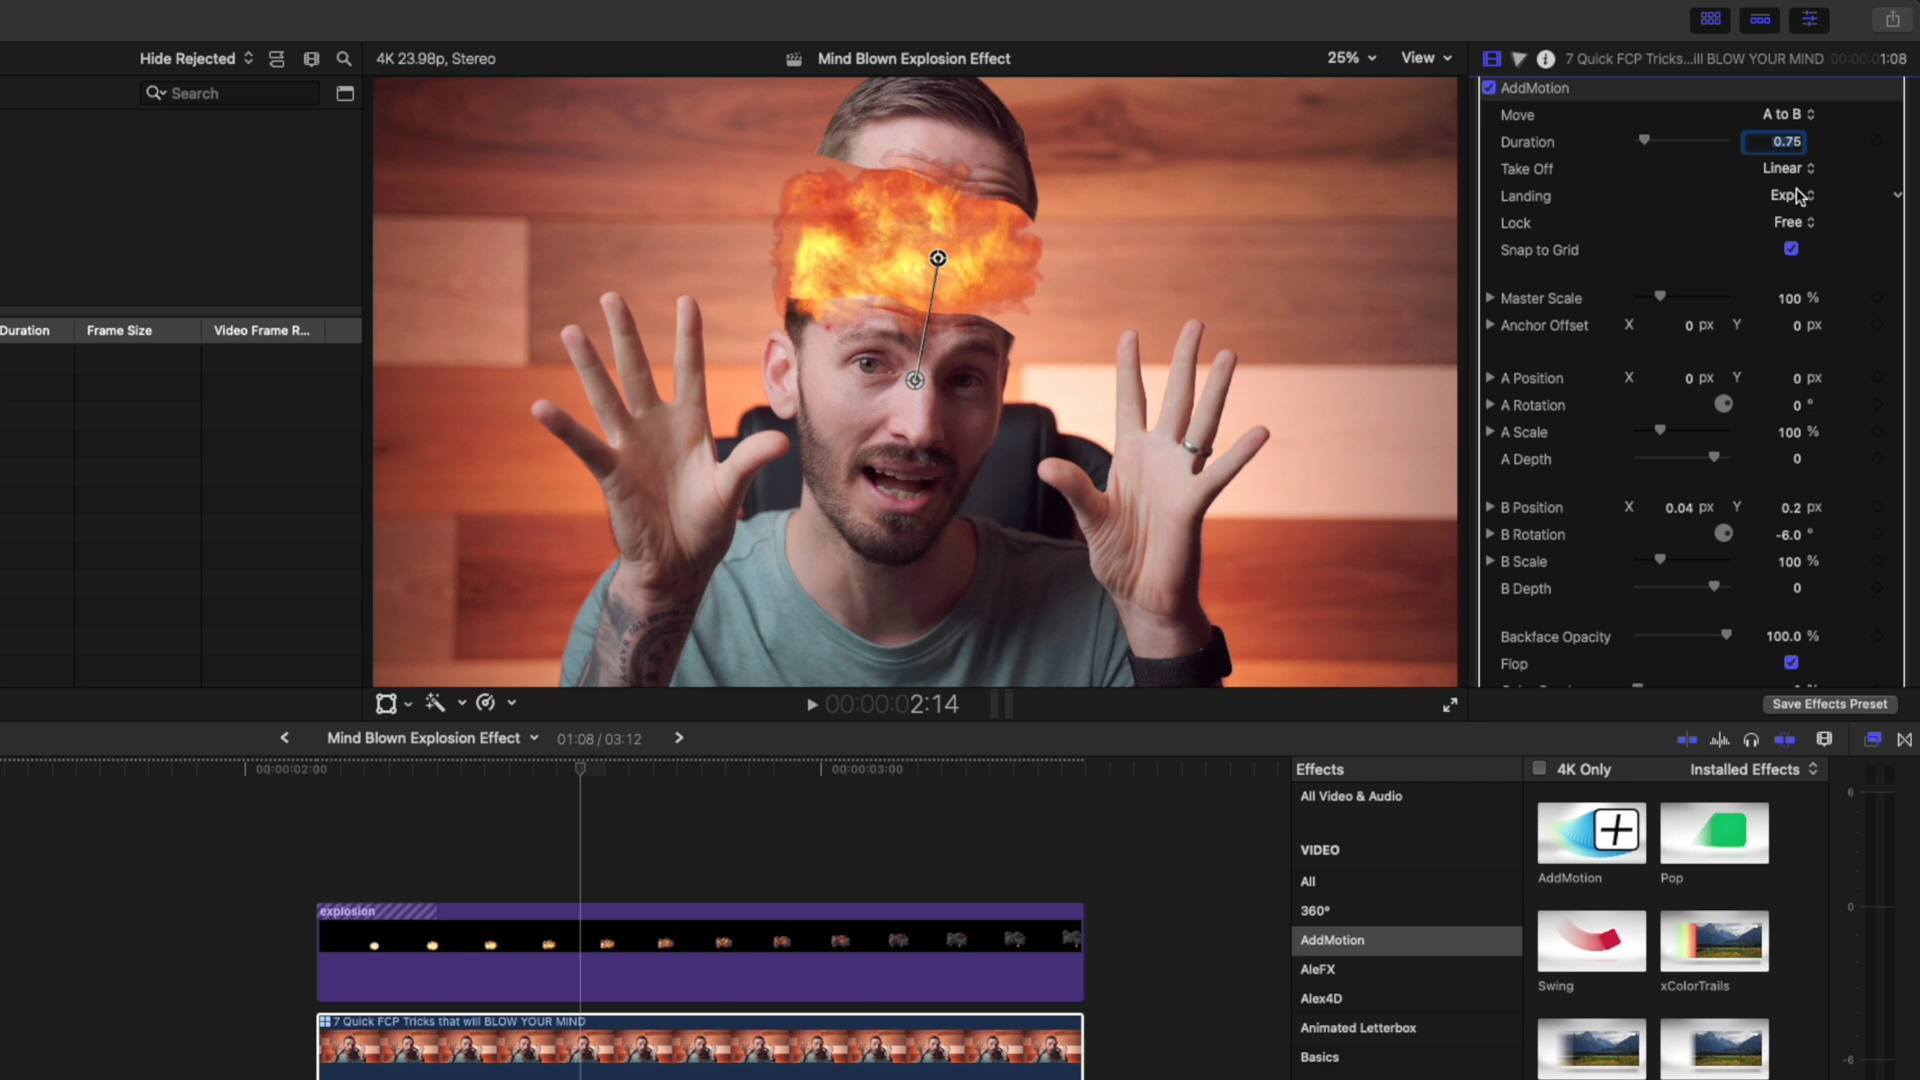 Hide Rejected
4K 23.98p, Stereo
Mind Blown Explosion Effect
25%
View
7 Quick FCP Tricks...ill BLOW YOUR MIND
00:00:01:08
Search
Duration
Frame Size
Video Frame R...
AddMotion
Move
A to B
Duration
0.75
Take Off
Linear
Landing
Lock
Free
Snap to Grid
Master Scale
100 %
Anchor Offset
X 0 px Y 0 px
A Position
X 0 px Y 0 px
A Rotation
0 °
A Scale
100 %
A Depth
0
B Position
X 0.04 px Y 0.2 px
B Rotation
-6.0 °
B Scale
100 %
B Depth
0
Backface Opacity
100.0 %
Flop
00:00:02:14
Save Effects Preset
Mind Blown Explosion Effect
01:08 / 03:12
00:00:02:00
00:00:03:00
explosion
7 Quick FCP Tricks that will BLOW YOUR MIND
Effects
4K Only
Installed Effects
All Video & Audio
VIDEO
All
360°
AddMotion
AleFX
Alex4D
Animated Letterbox
Basics
AddMotion
Pop
Swing
xColorTrails
6
0
-6